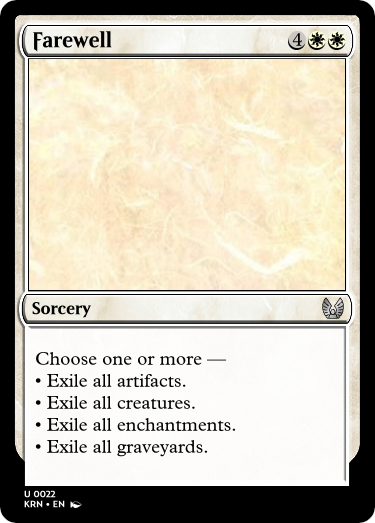 Farewell 4
Sorcery
Choose one or more —
• Exile all artifacts.
• Exile all creatures.
• Exile all enchantments.
• Exile all graveyards.
U 0022
KRN • EN